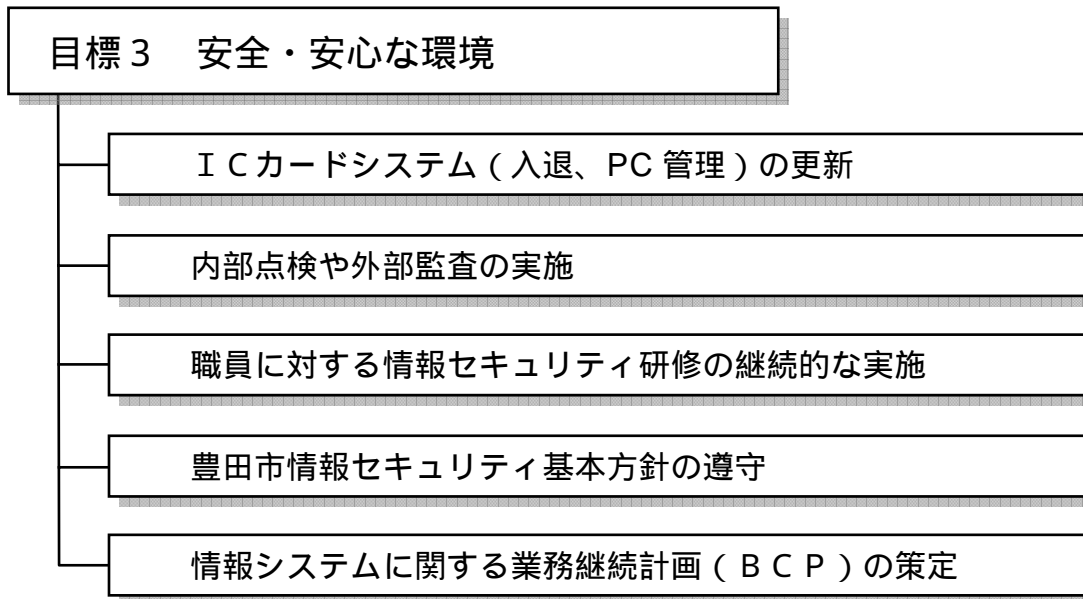 目標３　安全・安心な環境
ＩＣカードシステム（入退、PC 管理）の更新
内部点検や外部監査の実施
職員に対する情報セキュリティ研修の継続的な実施
豊田市情報セキュリティ基本方針の遵守
情報システムに関する業務継続計画（ＢＣＰ）の策定